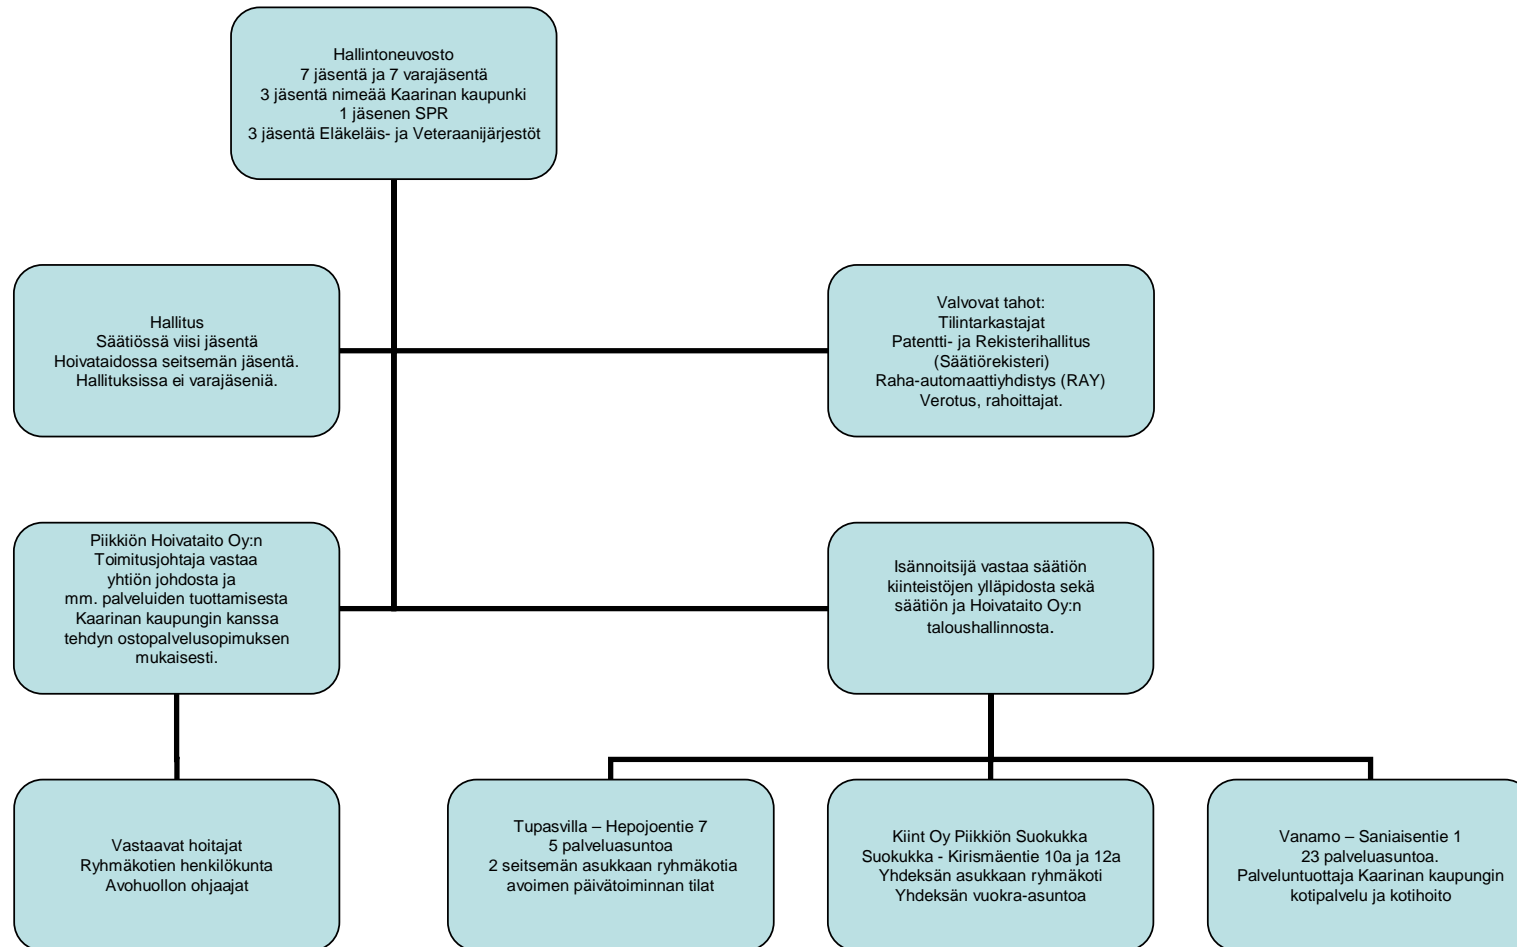 Hallintoneuvosto
7 jäsentä ja 7 varajäsentä
3 jäsentä nimeää Kaarinan kaupunki
1 jäsenen SPR
3 jäsentä Eläkeläis- ja Veteraanijärjestöt
Hallitus
Säätiössä viisi jäsentä
Hoivataidossa seitsemän jäsentä.
Hallituksissa ei varajäseniä.
Valvovat tahot:
Tilintarkastajat
Patentti- ja Rekisterihallitus
(Säätiörekisteri)
Raha-automaattiyhdistys (RAY)
Verotus, rahoittajat.
Piikkiön Hoivataito Oy:n
Toimitusjohtaja vastaa
yhtiön johdosta ja
mm. palveluiden tuottamisesta
Kaarinan kaupungin kanssa
tehdyn ostopalvelusopimuksen
mukaisesti.
Isännoitsijä vastaa säätiön
kiinteistöjen ylläpidosta sekä
säätiön ja Hoivataito Oy:n
taloushallinnosta.
Vastaavat hoitajat
Ryhmäkotien henkilökunta
Avohuollon ohjaajat
Tupasvilla – Hepojoentie 7
5 palveluasuntoa
2 seitsemän asukkaan ryhmäkotia
avoimen päivätoiminnan tilat
Kiint Oy Piikkiön Suokukka
Suokukka - Kirismäentie 10a ja 12a
Yhdeksän asukkaan ryhmäkoti
Yhdeksän vuokra-asuntoa
Vanamo – Saniaisentie 1
23 palveluasuntoa.
Palveluntuottaja Kaarinan kaupungin
kotipalvelu ja kotihoito